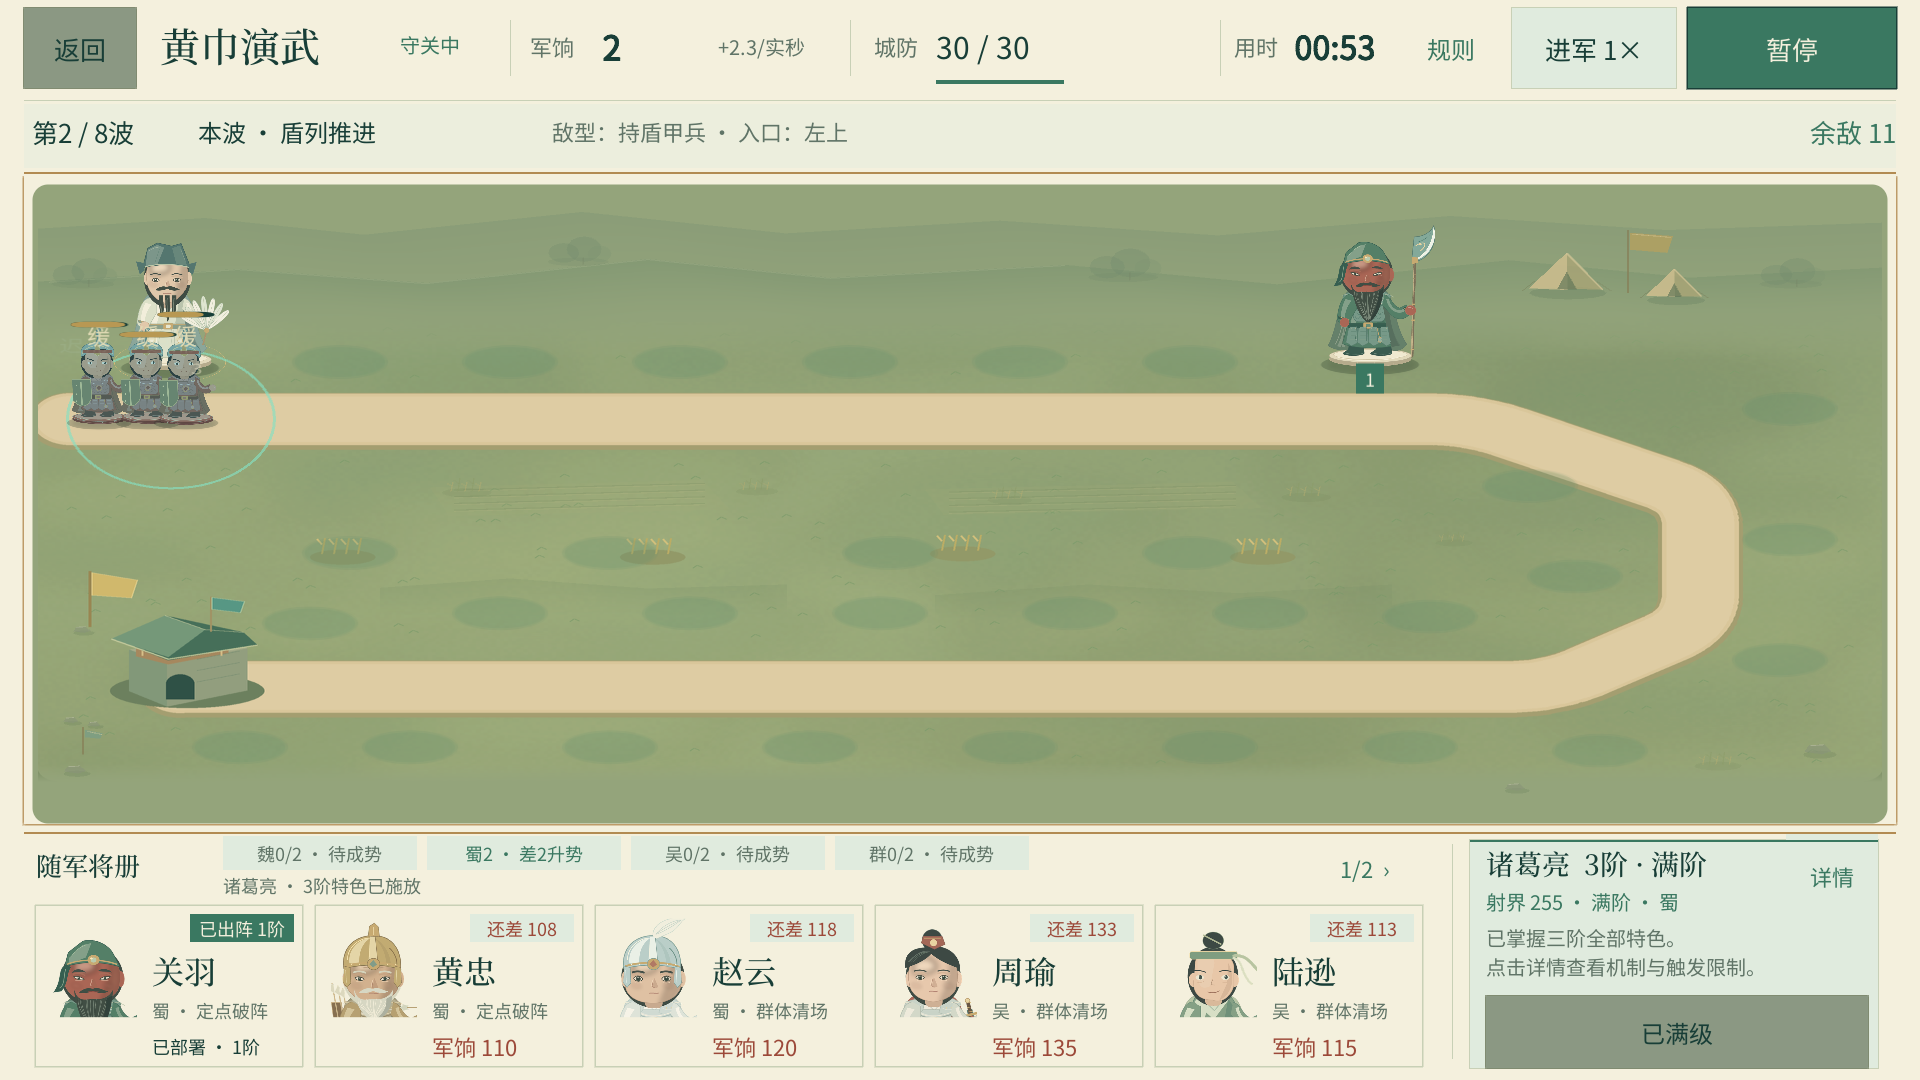 返回
黄巾演武
守关中
军饷 2
+2.3/实秒
城防 30 / 30
用时 00:53
规则
进军 1×
暂停
第2 / 8波
本波 · 盾列推进
敌型：持盾甲兵 · 入口：左上
余敌 11
缓
缓
1
随军将册
魏0/2 · 待成势
蜀2 · 差2升势
吴0/2 · 待成势
群0/2 · 待成势
诸葛亮 · 3阶特色已施放
1/2 ›
已出阵 1阶
关羽
蜀 · 定点破阵
已部署 · 1阶
还差 108
黄忠
蜀 · 定点破阵
军饷 110
还差 118
赵云
蜀 · 群体清场
军饷 120
还差 133
周瑜
吴 · 群体清场
军饷 135
还差 113
陆逊
吴 · 群体清场
军饷 115
诸葛亮 3阶 · 满阶
详情
射界 255 · 满阶 · 蜀
已掌握三阶全部特色。
点击详情查看机制与触发限制。
已满级